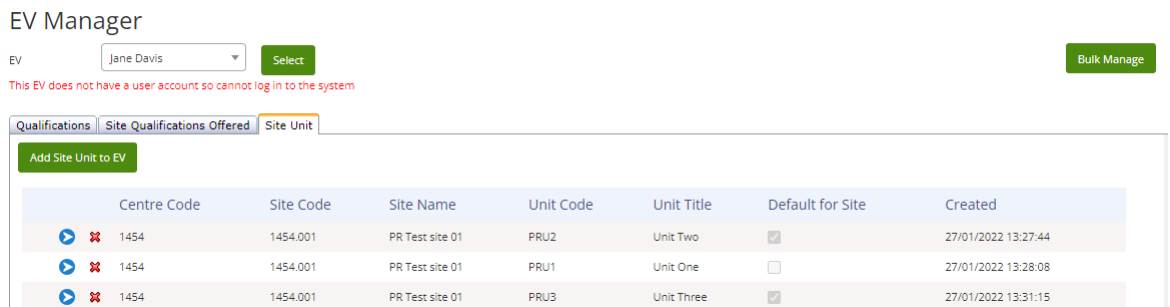 EV Manager
EV Jane Davis Select Bulk Manage
This EV does not have a user account so cannot log in to the system
Qualifications Site Qualifications Offered Site Unit
Add Site Unit to EV
Centre Code Site Code Site Name Unit Code Unit Title Default for Site Created
1454 1454.001 PR Test site 01 PRU2 Unit Two 27/01/2022 13:27:44
1454 1454.001 PR Test site 01 PRU1 Unit One 27/01/2022 13:28:08
1454 1454.001 PR Test site 01 PRU3 Unit Three 27/01/2022 13:31:15